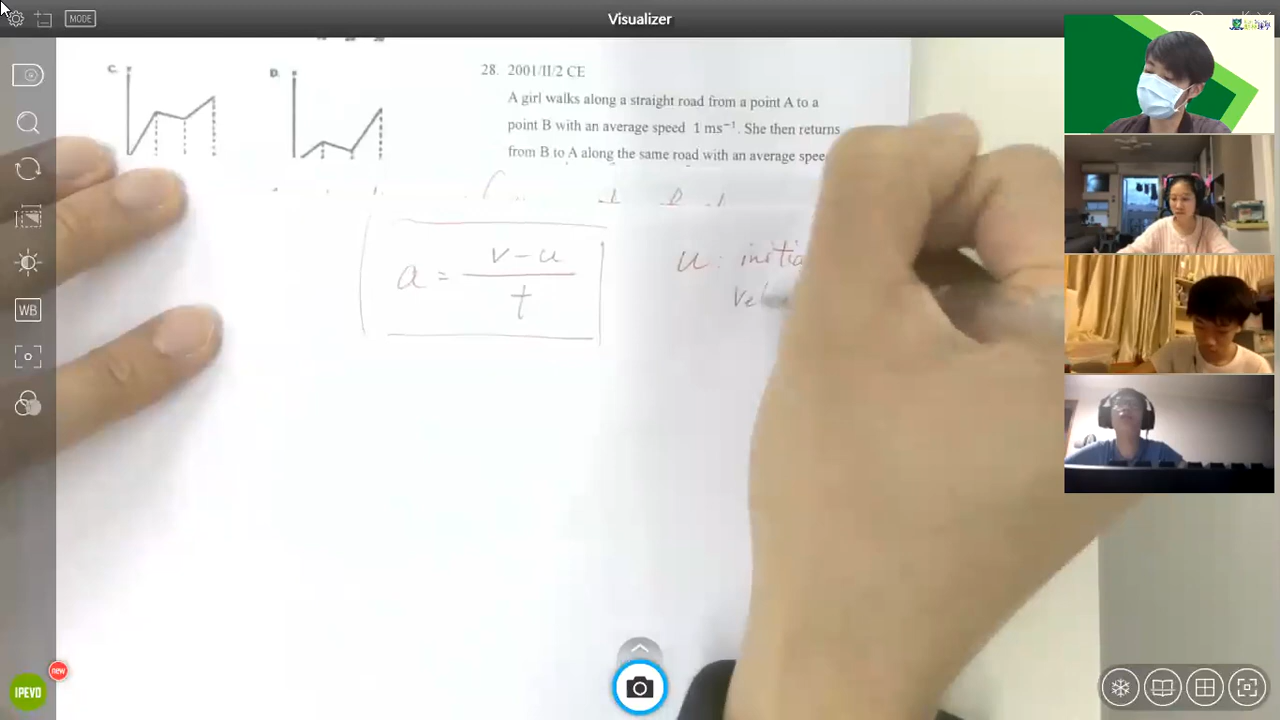 Visualizer
MODE
C.
D.
28. 2001/II/2 CE
A girl walks along a straight road from a point A to a
point B with an average speed 1 ms⁻¹. She then returns
from B to A along the same road with an average spee
a = (v - u) / t
u: initia
Vel
WB
new
IPEVO